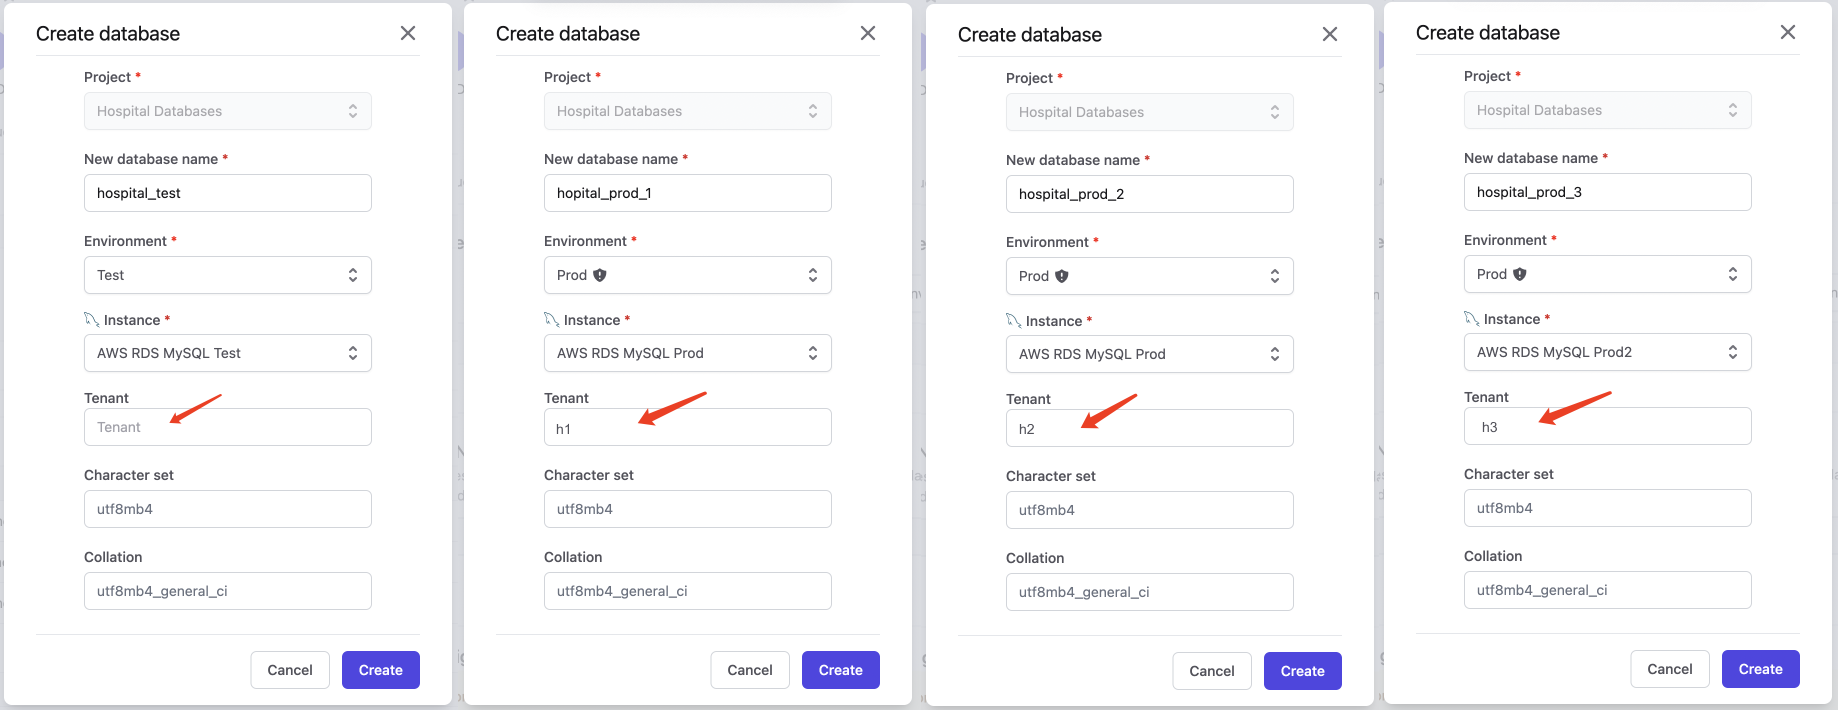 Create database
Project *
Hospital Databases
New database name *
hospital_test
Environment *
Test
Instance *
AWS RDS MySQL Test
Tenant
Tenant
Character set
utf8mb4
Collation
utf8mb4_general_ci
Cancel
Create
Create database
Project *
Hospital Databases
New database name *
hopital_prod_1
Environment *
Prod
Instance *
AWS RDS MySQL Prod
Tenant
h1
Character set
utf8mb4
Collation
utf8mb4_general_ci
Cancel
Create
Create database
Project *
Hospital Databases
New database name *
hospital_prod_2
Environment *
Prod
Instance *
AWS RDS MySQL Prod
Tenant
h2
Character set
utf8mb4
Collation
utf8mb4_general_ci
Cancel
Create
Create database
Project *
Hospital Databases
New database name *
hospital_prod_3
Environment *
Prod
Instance *
AWS RDS MySQL Prod2
Tenant
h3
Character set
utf8mb4
Collation
utf8mb4_general_ci
Cancel
Create